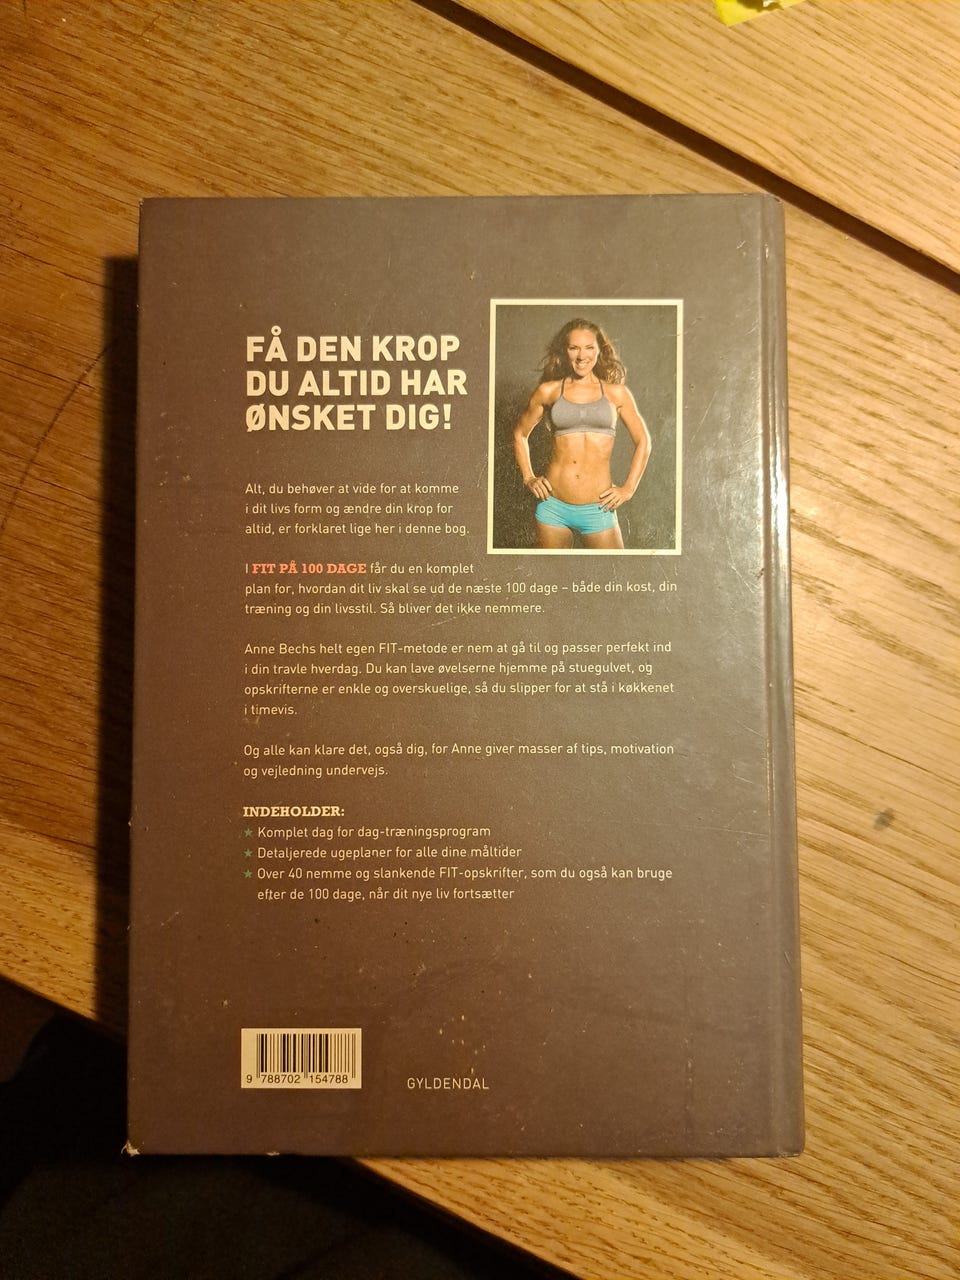 FÅ DEN KROP
DU ALTID HAR
ØNSKET DIG!
Alt, du behøver at vide for at komme
i dit livs form og ændre din krop for
altid, er forklaret lige her i denne bog.
I FIT PÅ 100 DAGE får du en komplet
plan for, hvordan dit liv skal se ud de næste 100 dage – både din kost, din
træning og din livsstil. Så bliver det ikke nemmere.
Anne Bechs helt egen FIT-metode er nem at gå til og passer perfekt ind
i din travle hverdag. Du kan lave øvelserne hjemme på stuegulvet, og
opskrifterne er enkle og overskuelige, så du slipper for at stå i køkkenet
i timevis.
Og alle kan klare det, også dig, for Anne giver masser af tips, motivation
og vejledning undervejs.
INDEHOLDER:
★ Komplet dag for dag-træningsprogram
★ Detaljerede ugeplaner for alle dine måltider
★ Over 40 nemme og slankende FIT-opskrifter, som du også kan bruge
efter de 100 dage, når dit nye liv fortsætter
9 788702 154788
GYLDENDAL